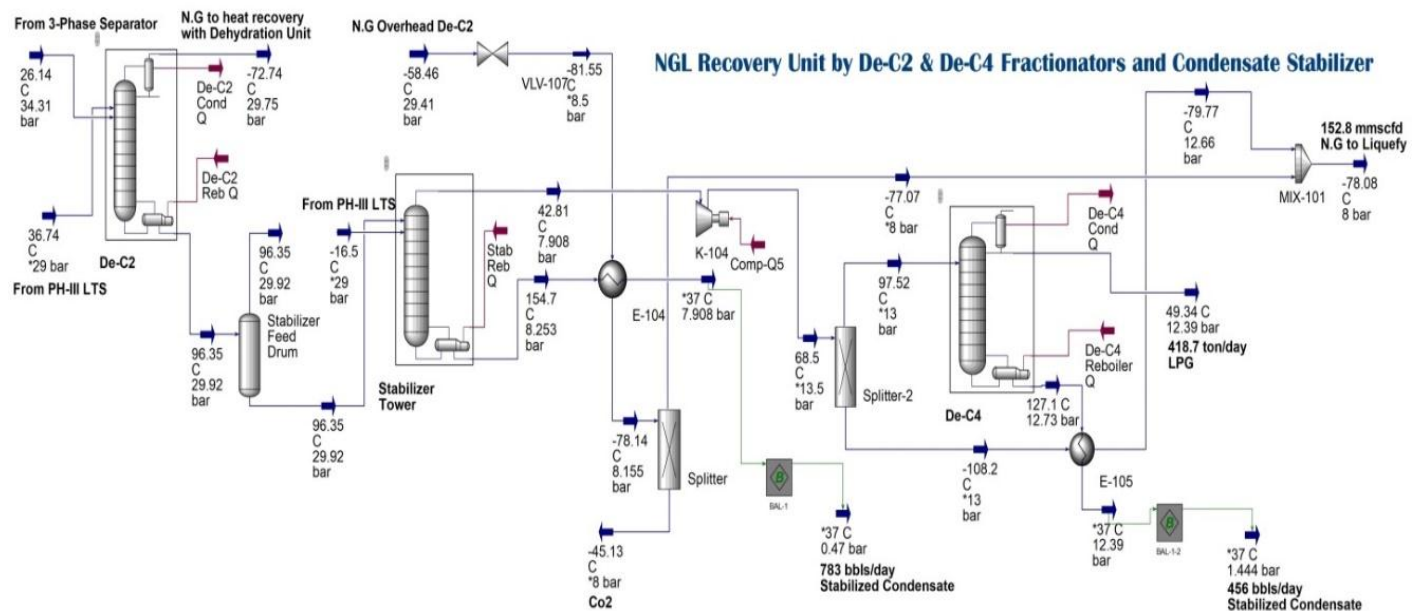 NGL Recovery Unit by De-C2 & De-C4 Fractionators and Condensate Stabilizer
From 3-Phase Separator
26.14
C
34.31
bar
N.G to heat recovery
with Dehydration Unit
-72.74
C
29.75
bar
De-C2
Cond
Q
De-C2
Reb Q
36.74
C
*29 bar
From PH-III LTS
De-C2
96.35
C
29.92
bar
96.35
C
29.92
bar
Stabilizer
Feed
Drum
96.35
C
29.92
bar
N.G Overhead De-C2
-58.46
C
29.41
bar
VLV-107
-81.55
C
*8.5
bar
From PH-III LTS
-16.5
C
*29
bar
Stabilizer
Tower
Stab
Reb
Q
42.81
C
7.908
bar
154.7
C
8.253
bar
E-104
*37 C
7.908 bar
K-104
Comp-Q5
-78.14
C
8.155
bar
Splitter
-45.13
C
*8 bar
Co2
BAL-1
*37 C
0.47 bar
783 bbls/day
Stabilized Condensate
-77.07
C
*8 bar
68.5
C
*13.5
bar
Splitter-2
97.52
C
*13
bar
-108.2
C
*13
bar
De-C4
De-C4
Cond
Q
49.34 C
12.39 bar
418.7 ton/day
LPG
De-C4
Reboiler
Q
127.1 C
12.73 bar
E-105
*37 C
12.39
bar
BAL-1-2
*37 C
1.444 bar
456 bbls/day
Stabilized Condensate
-79.77
C
12.66
bar
152.8 mmscfd
N.G to Liquefy
MIX-101
-78.08
C
8 bar